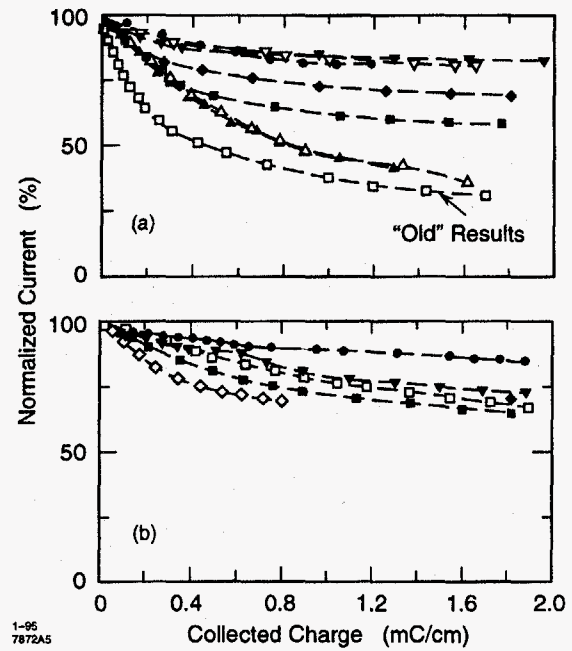 100
50
0
(a)
"Old" Results
Normalized Current (%)
100
50
0
(b)
0
0.4
0.8
1.2
1.6
2.0
Collected Charge (mC/cm)
1–95
7872A5